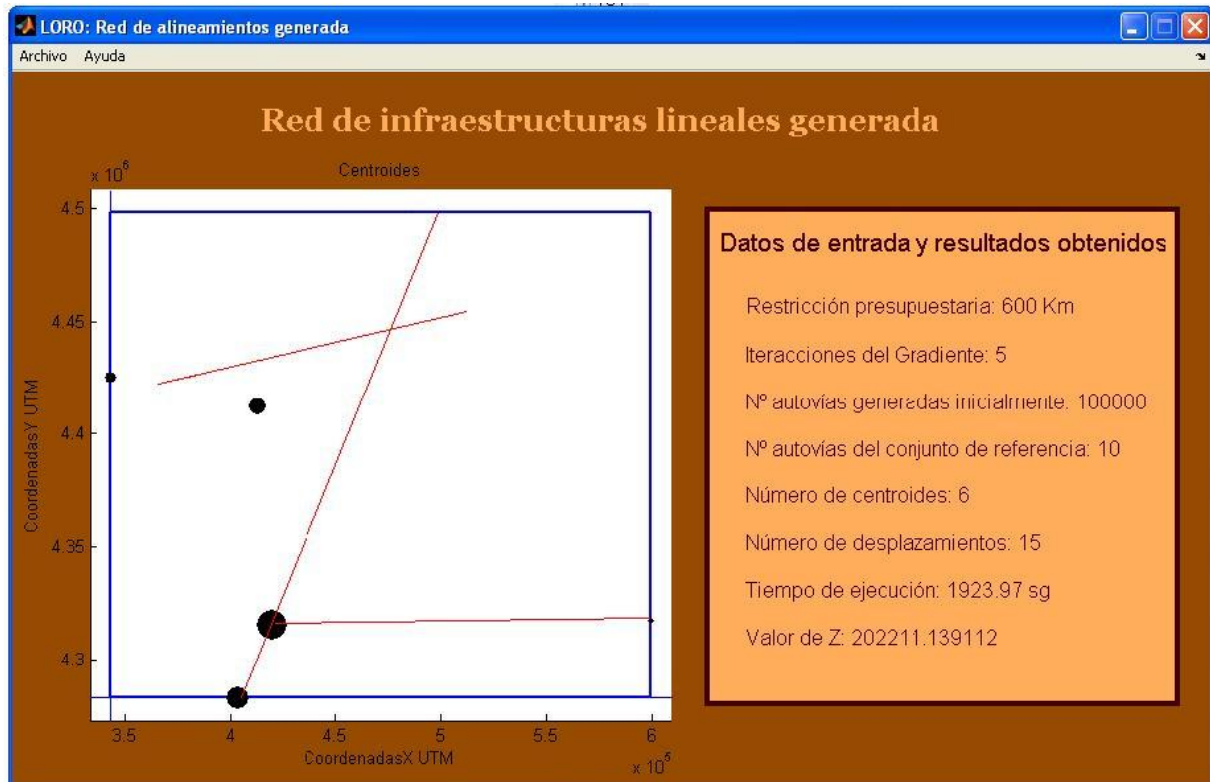 LORO: Red de alineamientos generada
Archivo Ayuda
Red de infraestructuras lineales generada
Centroides
x 10^6
4.5
4.45
4.4
4.35
4.3
CoordenadasY UTM
3.5 4 4.5 5 5.5 6
CoordenadasX UTM
x 10^5
Datos de entrada y resultados obtenidos
Restricción presupuestaria: 600 Km
Iteracciones del Gradiente: 5
Nº autovías generadas inicialmente: 100000
Nº autovías del conjunto de referencia: 10
Número de centroides: 6
Número de desplazamientos: 15
Tiempo de ejecución: 1923.97 sg
Valor de Z: 202211.139112